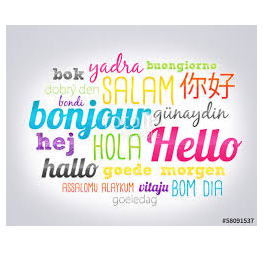 yadra buongiorno
bok
dobrý den SALAM 你好
bondi
bonjour günaydin
hej HOLA Hello
hallo goede morgen
ASSALOMU ALAYKUM vitaju BOM DIA
goeiedag
#58091537